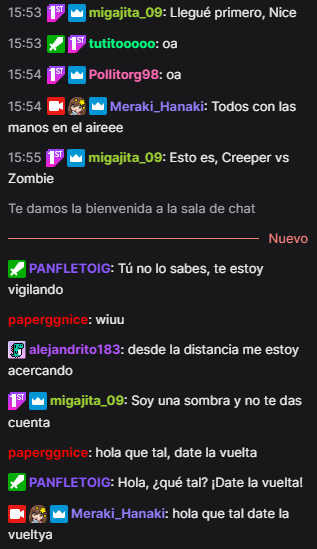 15:53 1ST migajita_09: Llegué primero, Nice
15:53 1ST tutitooooo: oa
15:54 1ST Pollitorg98: oa
15:54 Meraki_Hanaki: Todos con las
manos en el aireee
15:55 1ST migajita_09: Esto es, Creeper vs
Zombie
Te damos la bienvenida a la sala de chat
Nuevo
PANFLETOIG: Tú no lo sabes, te estoy
vigilando
paperggnice: wiuu
alejandrito183: desde la distancia me estoy
acercando
1ST migajita_09: Soy una sombra y no te das
cuenta
paperggnice: hola que tal, date la vuelta
PANFLETOIG: Hola, ¿qué tal? ¡Date la vuelta!
Meraki_Hanaki: hola que tal date la
vueltya